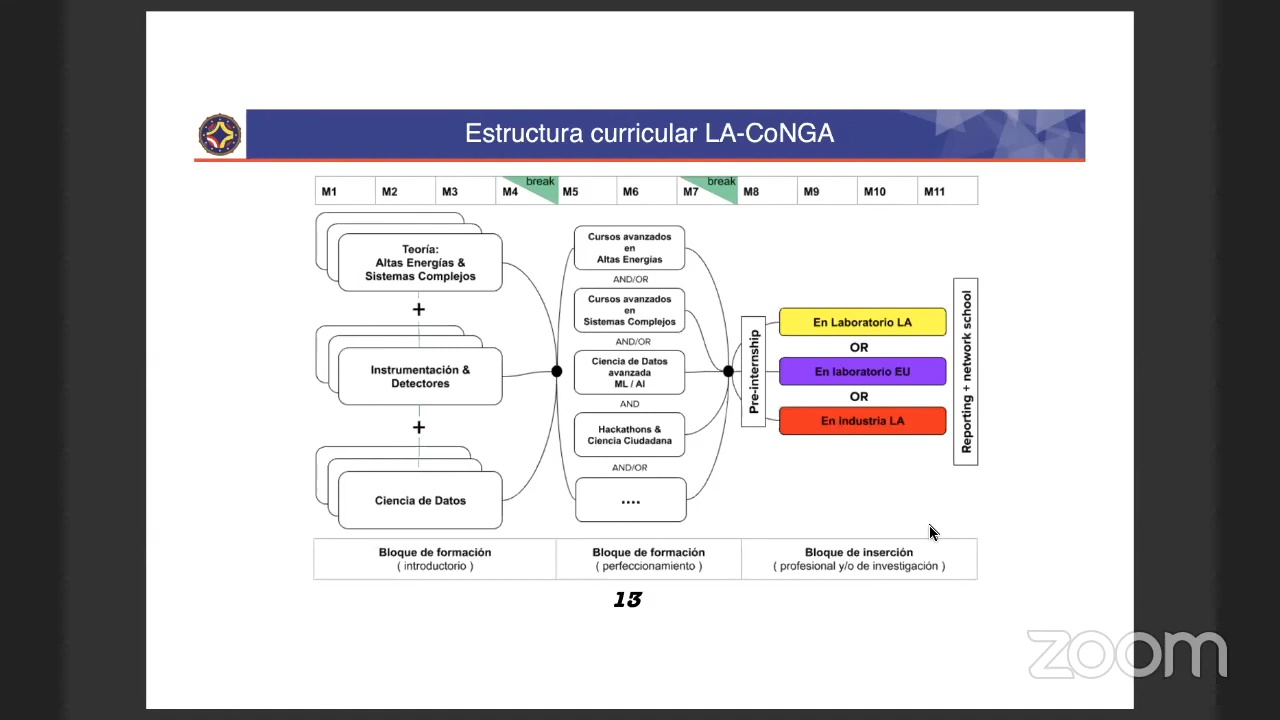 Estructura curricular LA-CoNGA
M1 M2 M3 M4 break M5 M6 M7 break M8 M9 M10 M11
Teoría:
Altas Energías &
Sistemas Complejos
+
Instrumentación &
Detectores
+
Ciencia de Datos
Cursos avanzados
en
Altas Energías
AND/OR
Cursos avanzados
en
Sistemas Complejos
AND/OR
Ciencia de Datos
avanzada
ML / AI
AND
Hackathons &
Ciencia Ciudadana
AND/OR
....
Pre-internship
En Laboratorio LA
OR
En laboratorio EU
OR
En industria LA
Reporting + network school
Bloque de formación
( introductorio )
Bloque de formación
( perfeccionamiento )
Bloque de inserción
( profesional y/o de investigación )
13
zoom